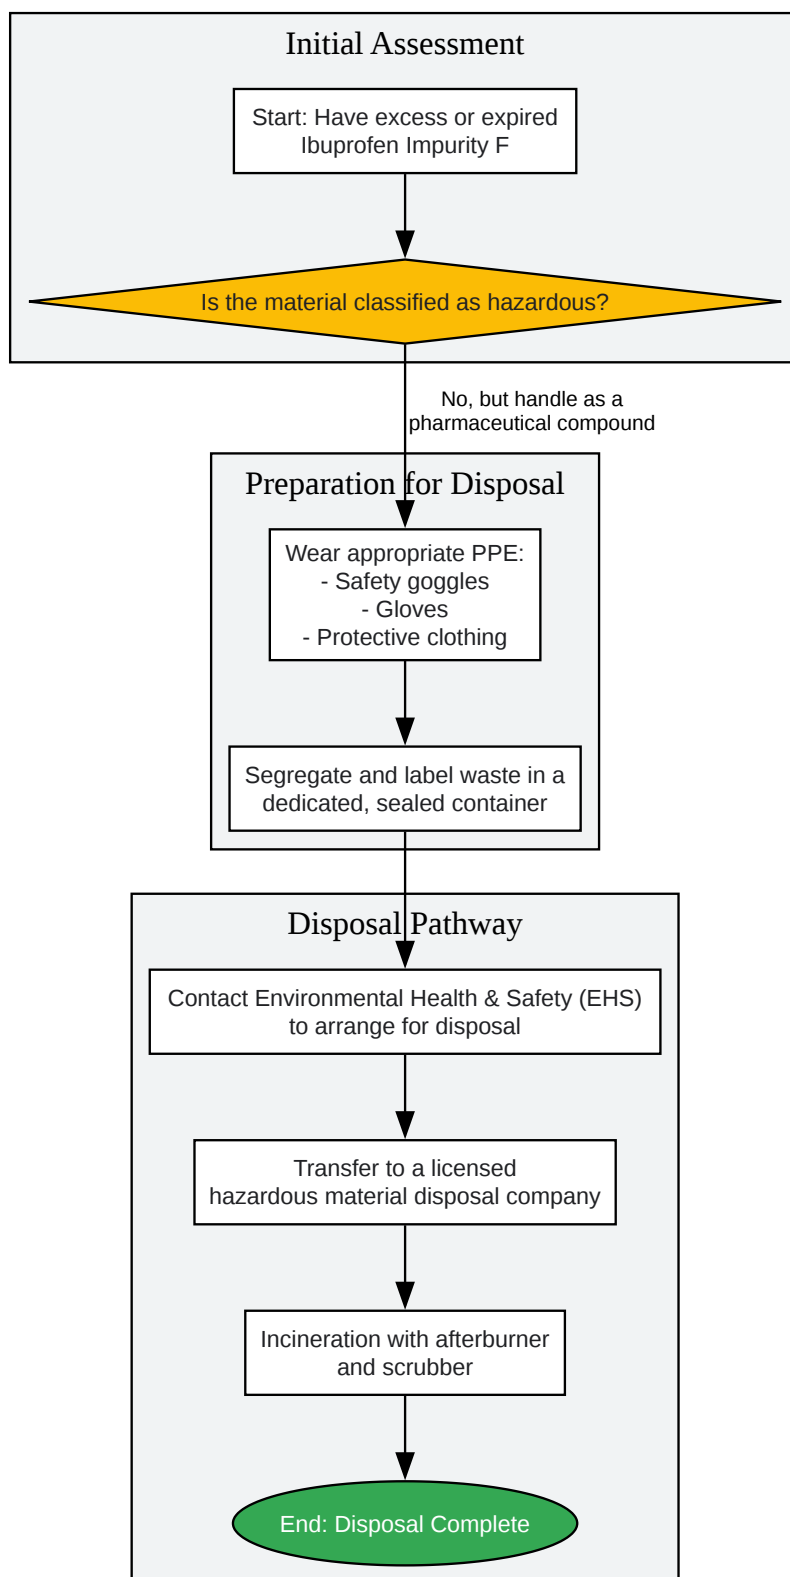 Initial Assessment
Start: Have excess or expired
Ibuprofen Impurity F
Is the material classified as hazardous?
No, but handle as a
pharmaceutical compound
Preparation for Disposal
Wear appropriate PPE:
- Safety goggles
- Gloves
- Protective clothing
Segregate and label waste in a
dedicated, sealed container
Disposal Pathway
Contact Environmental Health & Safety (EHS)
to arrange for disposal
Transfer to a licensed
hazardous material disposal company
Incineration with afterburner
and scrubber
End: Disposal Complete